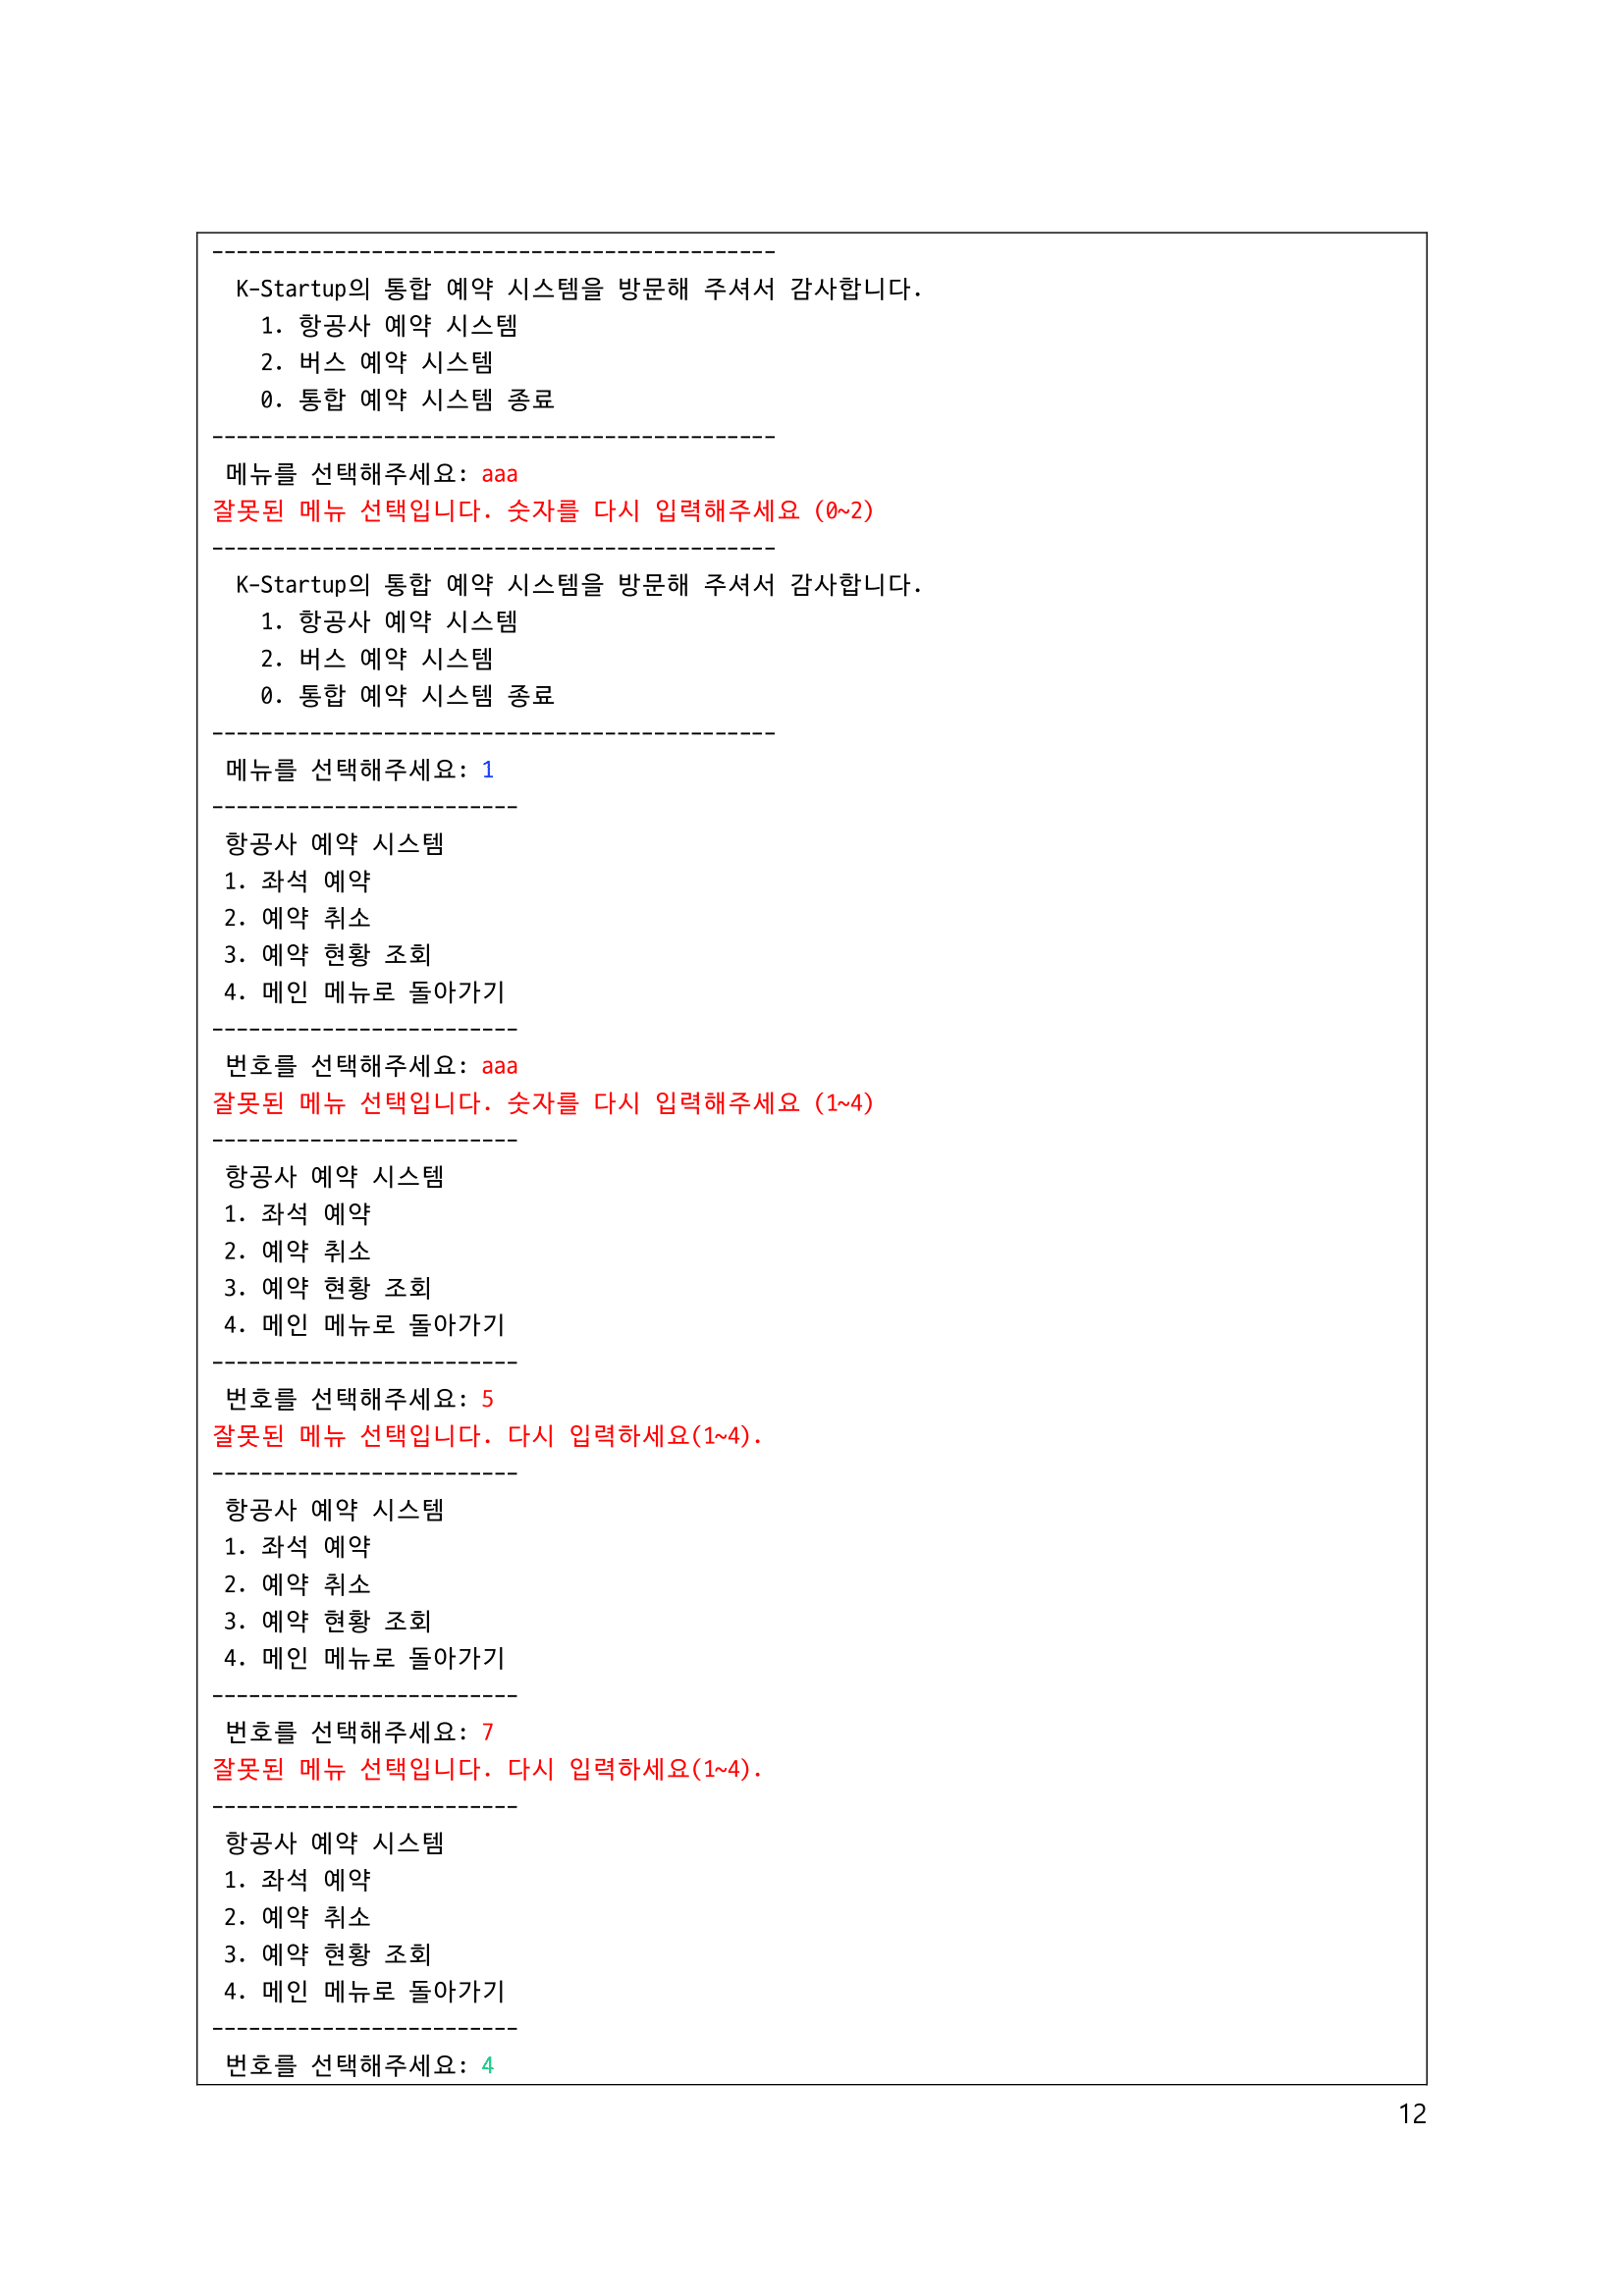 ----------------------------------------------
  K-Startup의 통합 예약 시스템을 방문해 주셔서 감사합니다.
    1. 항공사 예약 시스템
    2. 버스 예약 시스템
    0. 통합 예약 시스템 종료
----------------------------------------------
 메뉴를 선택해주세요: aaa
잘못된 메뉴 선택입니다. 숫자를 다시 입력해주세요 (0~2)
----------------------------------------------
  K-Startup의 통합 예약 시스템을 방문해 주셔서 감사합니다.
    1. 항공사 예약 시스템
    2. 버스 예약 시스템
    0. 통합 예약 시스템 종료
----------------------------------------------
 메뉴를 선택해주세요: 1
-------------------------
 항공사 예약 시스템
 1. 좌석 예약
 2. 예약 취소
 3. 예약 현황 조회
 4. 메인 메뉴로 돌아가기
-------------------------
 번호를 선택해주세요: aaa
잘못된 메뉴 선택입니다. 숫자를 다시 입력해주세요 (1~4)
-------------------------
 항공사 예약 시스템
 1. 좌석 예약
 2. 예약 취소
 3. 예약 현황 조회
 4. 메인 메뉴로 돌아가기
-------------------------
 번호를 선택해주세요: 5
잘못된 메뉴 선택입니다. 다시 입력하세요(1~4).
-------------------------
 항공사 예약 시스템
 1. 좌석 예약
 2. 예약 취소
 3. 예약 현황 조회
 4. 메인 메뉴로 돌아가기
-------------------------
 번호를 선택해주세요: 7
잘못된 메뉴 선택입니다. 다시 입력하세요(1~4).
-------------------------
 항공사 예약 시스템
 1. 좌석 예약
 2. 예약 취소
 3. 예약 현황 조회
 4. 메인 메뉴로 돌아가기
-------------------------
 번호를 선택해주세요: 4
12